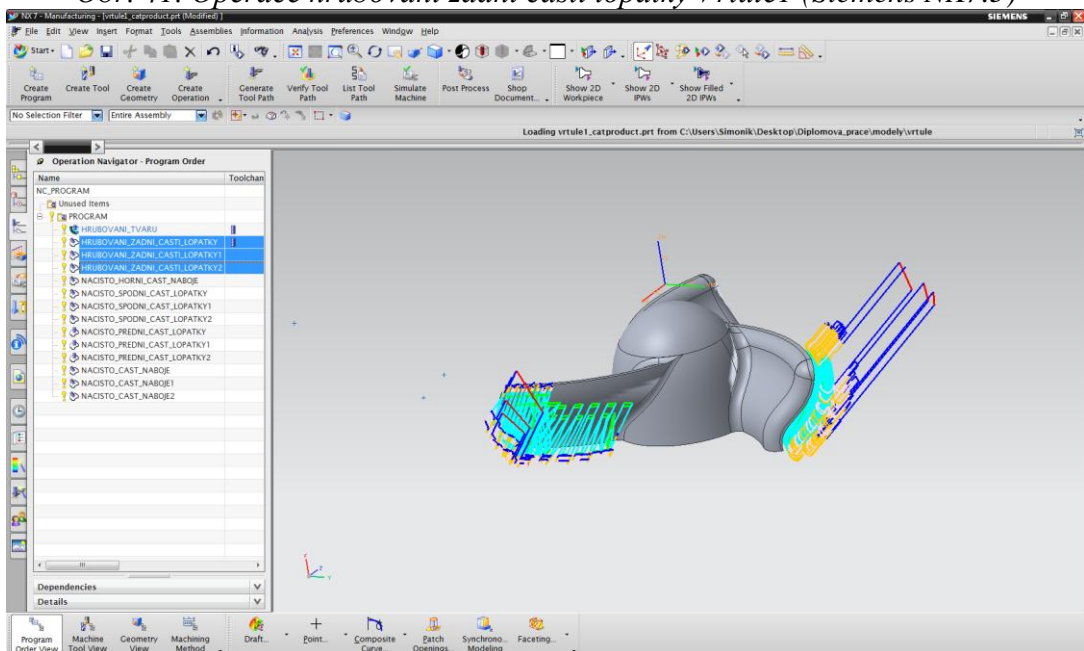 Obr. 41. Operace hrubování zadní části lopatky vrtule1 (Siemens NX7.5)
NX 7 - Manufacturing - [vrtule1_catproduct.prt (Modified) ]
SIEMENS
File Edit View Insert Format Tools Assemblies Information Analysis Preferences Window Help
Start
Create Program
Create Tool
Create Geometry
Create Operation
Generate Tool Path
Verify Tool Path
List Tool Path
Simulate Machine
Post Process
Shop Document...
Show 2D Workpiece
Show 2D IPWs
Show Filled 2D IPWs
No Selection Filter
Entire Assembly
Loading vrtule1_catproduct.prt from C:\Users\Simonik\Desktop\Diplomova_prace\modely\vrtule
Operation Navigator - Program Order
Name Toolchan
NC_PROGRAM
Unused Items
PROGRAM
HRUBOVANI_TVARU
HRUBOVANI_ZADNI_CASTI_LOPATKY
HRUBOVANI_ZADNI_CASTI_LOPATKY1
HRUBOVANI_ZADNI_CASTI_LOPATKY2
NACISTO_HORNI_CAST_NABOJE
NACISTO_SPODNI_CAST_LOPATKY
NACISTO_SPODNI_CAST_LOPATKY1
NACISTO_SPODNI_CAST_LOPATKY2
NACISTO_PREDNI_CAST_LOPATKY
NACISTO_PREDNI_CAST_LOPATKY1
NACISTO_PREDNI_CAST_LOPATKY2
NACISTO_CAST_NABOJE
NACISTO_CAST_NABOJE1
NACISTO_CAST_NABOJE2
Dependencies
Details
Program Order View
Machine Tool View
Geometry View
Machining Method
Draft...
Point...
Composite Curve...
Patch Openings...
Synchrono... Modeling
Faceting...